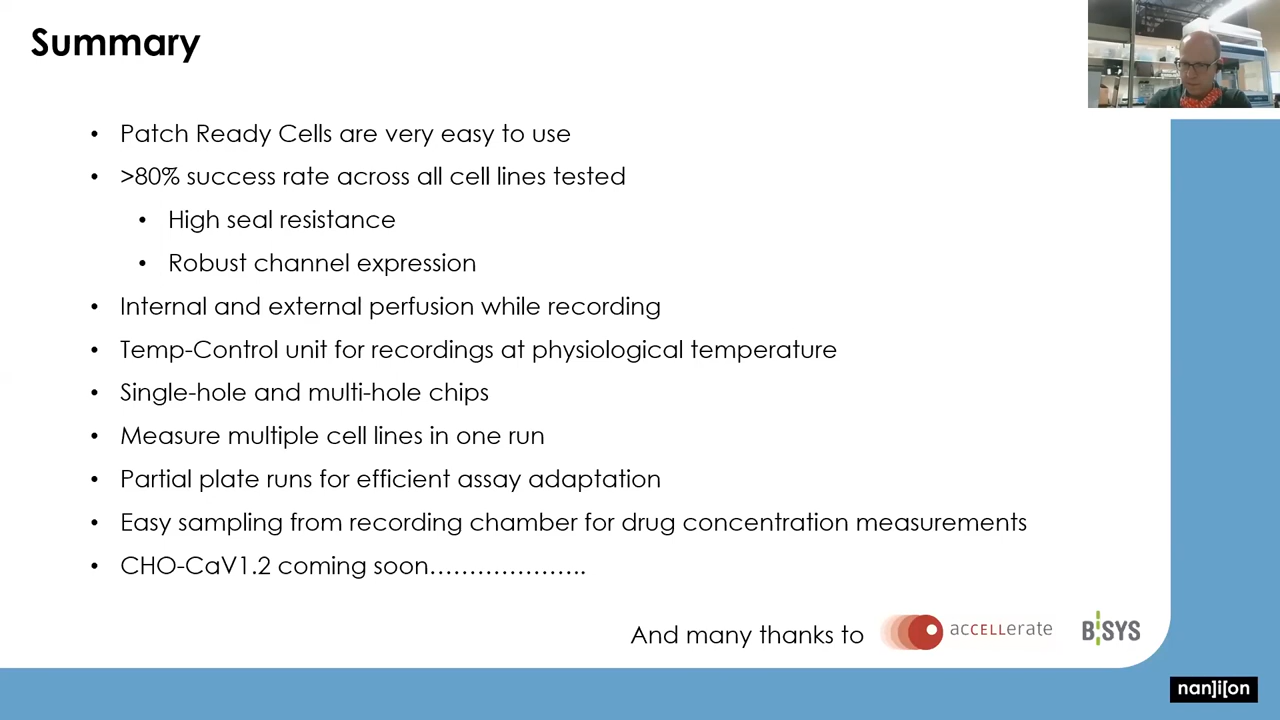 Summary
• Patch Ready Cells are very easy to use
• >80% success rate across all cell lines tested
• High seal resistance
• Robust channel expression
• Internal and external perfusion while recording
• Temp-Control unit for recordings at physiological temperature
• Single-hole and multi-hole chips
• Measure multiple cell lines in one run
• Partial plate runs for efficient assay adaptation
• Easy sampling from recording chamber for drug concentration measurements
• CHO-CaV1.2 coming soon………………..
And many thanks to accELLerate B'SYS
nan]i[on